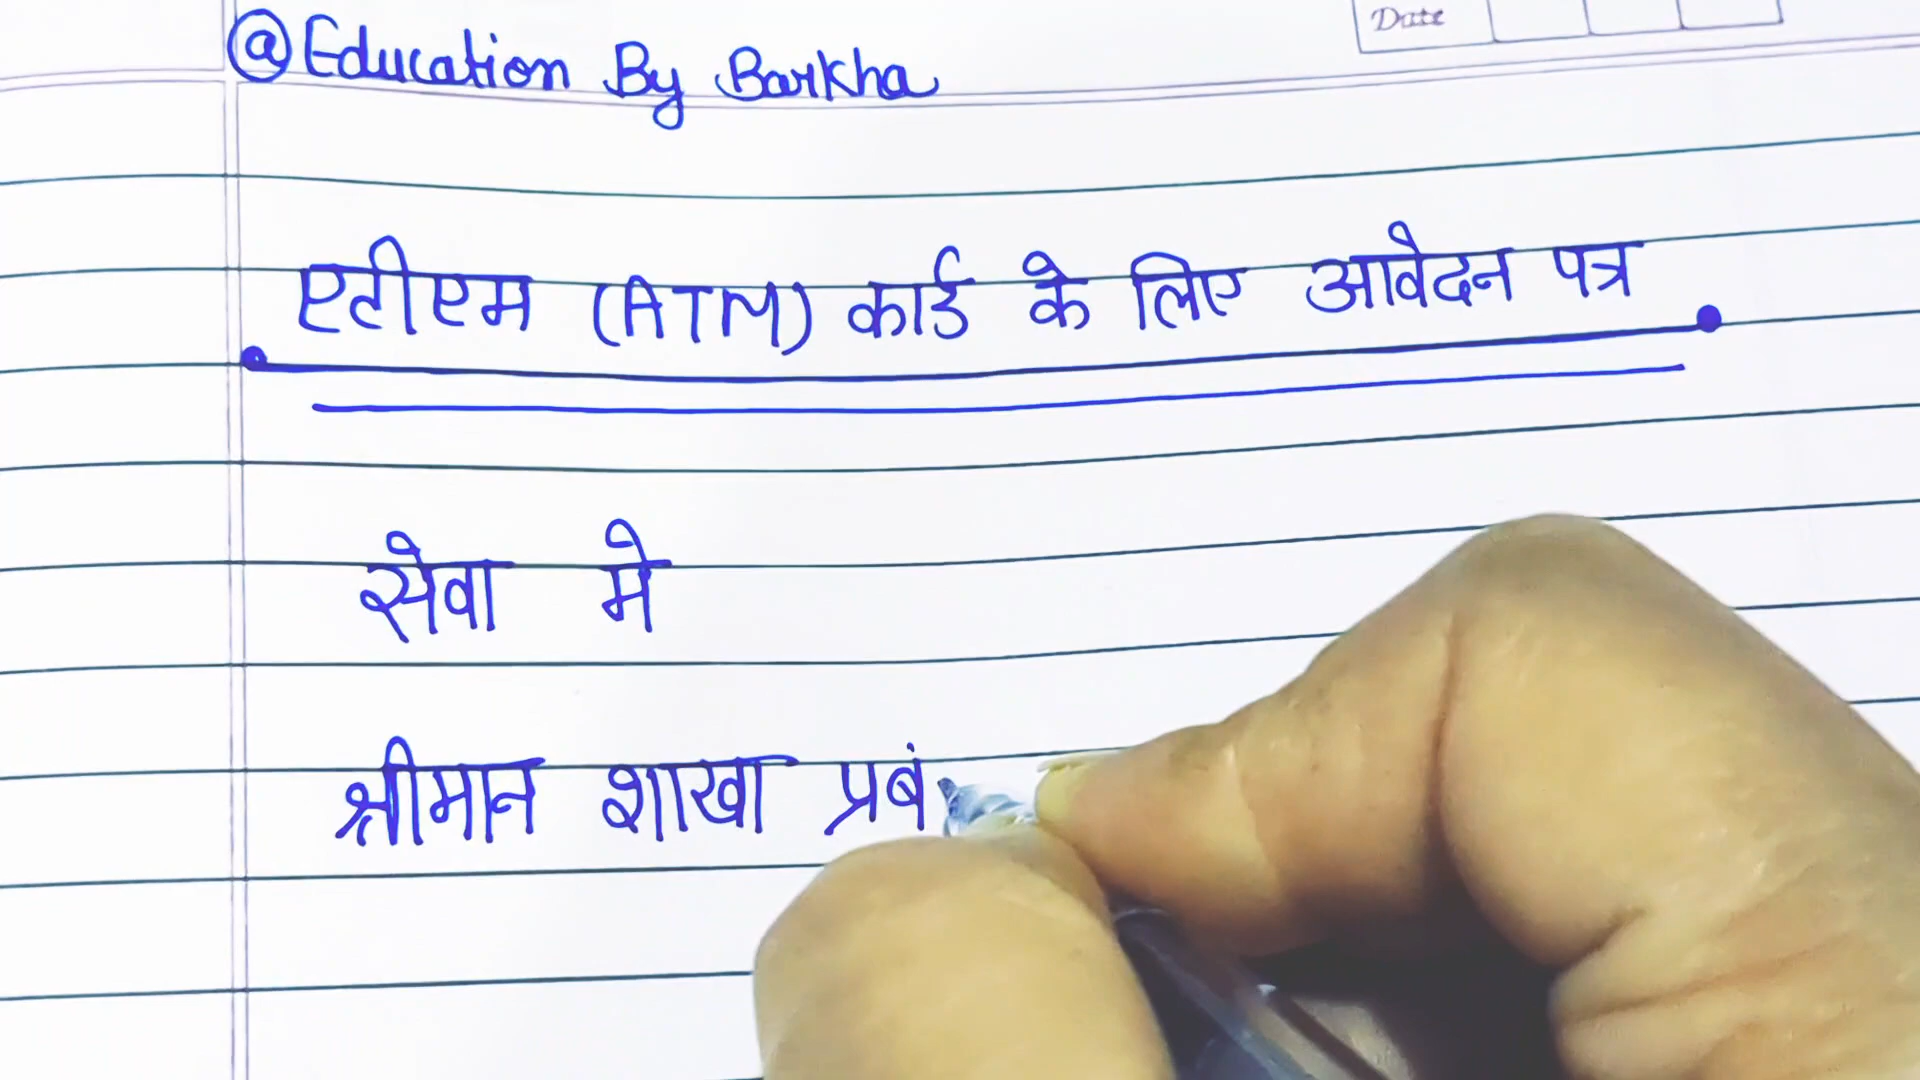 Date
@Education By Barkha
एटीएम (ATM) कार्ड के लिए आवेदन पत्र
सेवा मे
श्रीमान शाखा प्रबं